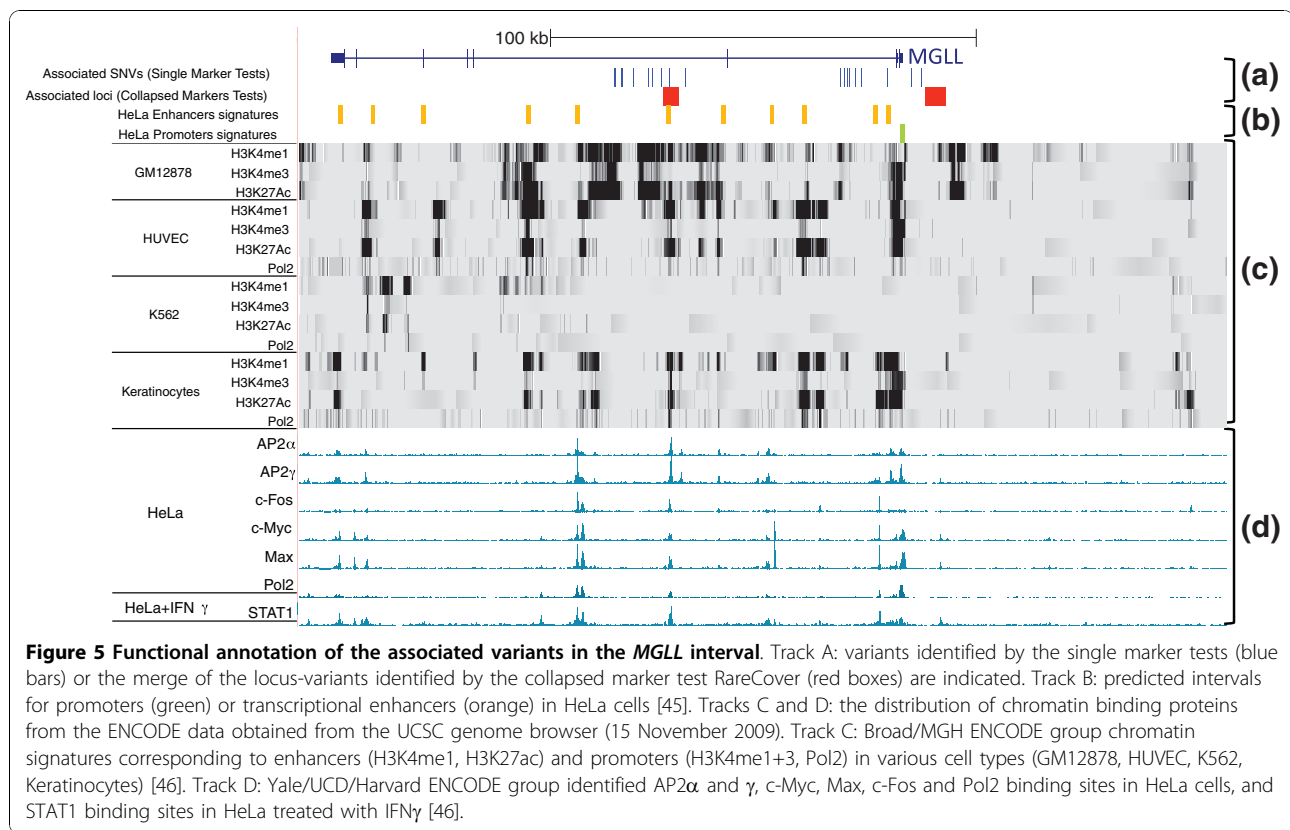 100 kb
MGLL
Associated SNVs (Single Marker Tests)
(a)
Associated loci (Collapsed Markers Tests)
HeLa Enhancers signatures
(b)
HeLa Promoters signatures
GM12878
H3K4me1
H3K4me3
H3K27Ac
HUVEC
H3K4me1
H3K4me3
H3K27Ac
Pol2
(c)
K562
H3K4me1
H3K4me3
H3K27Ac
Pol2
Keratinocytes
H3K4me1
H3K4me3
H3K27Ac
Pol2
HeLa
AP2α
AP2γ
c-Fos
c-Myc
Max
Pol2
(d)
HeLa+IFN γ
STAT1
Figure 5 Functional annotation of the associated variants in the MGLL interval. Track A: variants identified by the single marker tests (blue
bars) or the merge of the locus-variants identified by the collapsed marker test RareCover (red boxes) are indicated. Track B: predicted intervals
for promoters (green) or transcriptional enhancers (orange) in HeLa cells [45]. Tracks C and D: the distribution of chromatin binding proteins
from the ENCODE data obtained from the UCSC genome browser (15 November 2009). Track C: Broad/MGH ENCODE group chromatin
signatures corresponding to enhancers (H3K4me1, H3K27ac) and promoters (H3K4me1+3, Pol2) in various cell types (GM12878, HUVEC, K562,
Keratinocytes) [46]. Track D: Yale/UCD/Harvard ENCODE group identified AP2α and γ, c-Myc, Max, c-Fos and Pol2 binding sites in HeLa cells, and
STAT1 binding sites in HeLa treated with IFNγ [46].